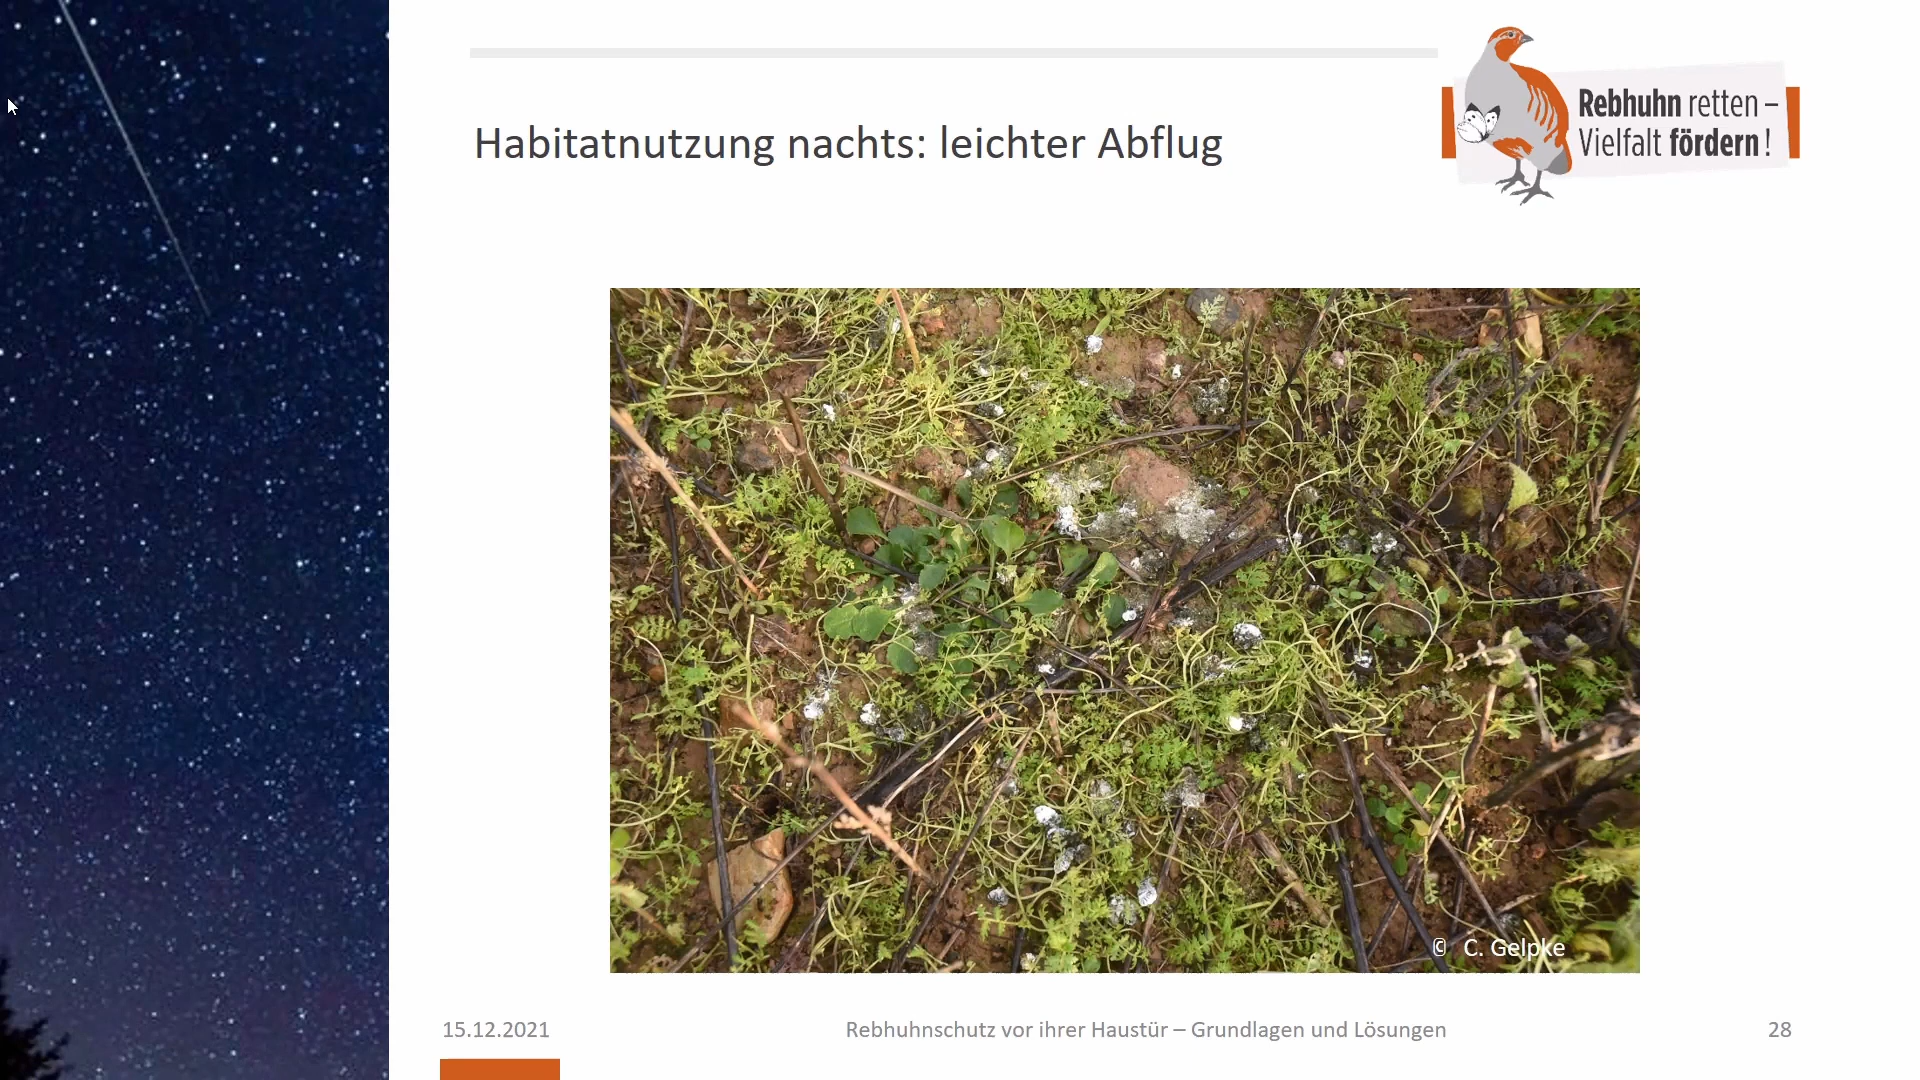 Rebhuhn retten –
Vielfalt fördern!
Habitatnutzung nachts: leichter Abflug
© C. Gelpke
15.12.2021
Rebhuhnschutz vor ihrer Haustür – Grundlagen und Lösungen
28